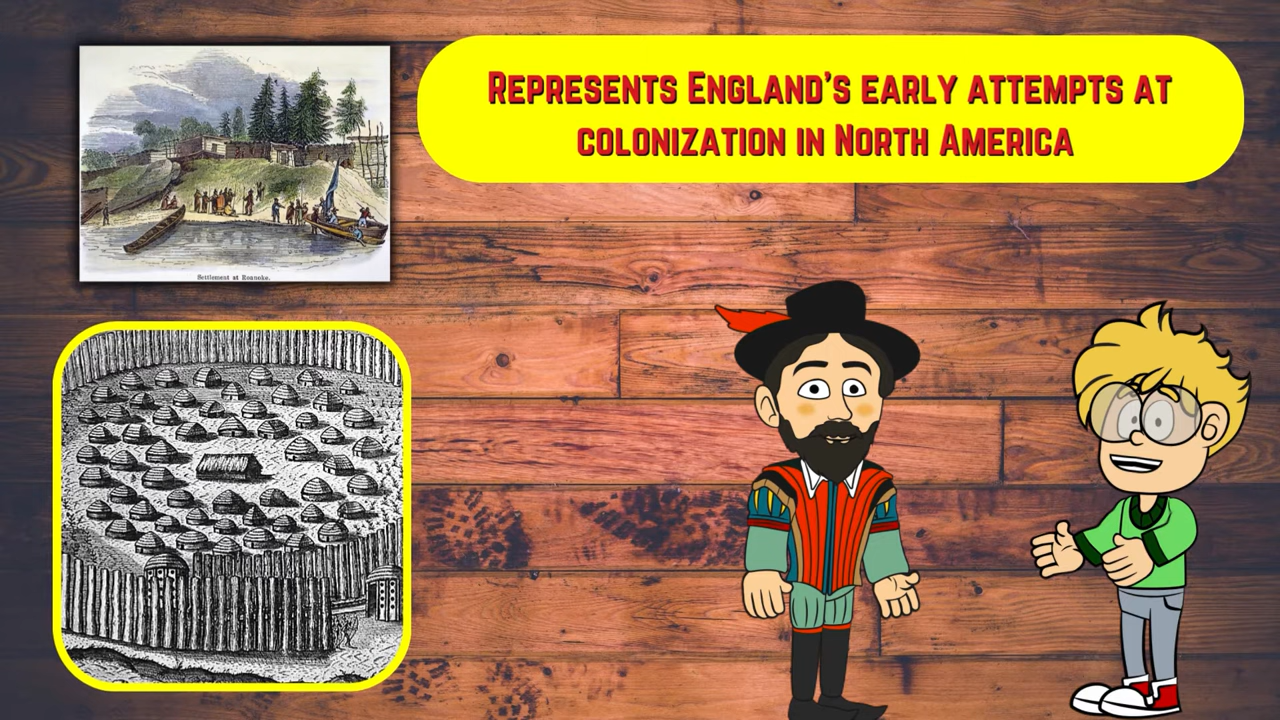 Represents England's early attempts at
colonization in North America
Settlement at Roanoke.